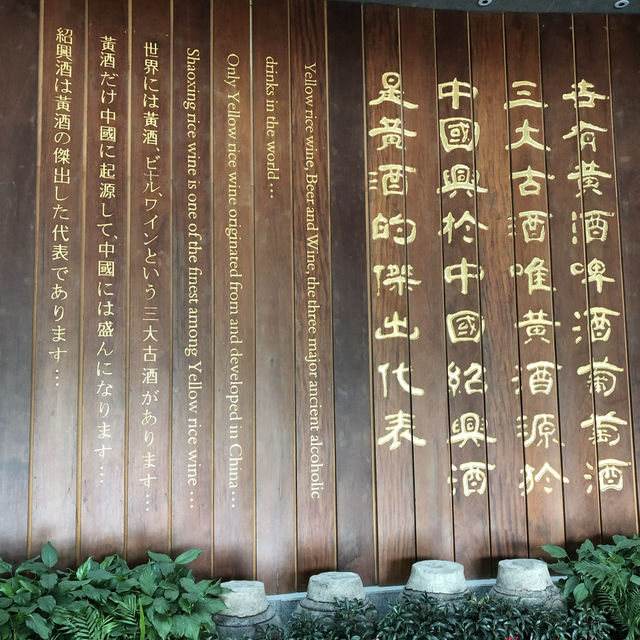 世有黄酒啤酒葡萄酒
三大古酒唯黄酒源於
中國興於中國紹興酒
是黄酒的傑出代表
Yellow rice wine, Beer and Wine, the three major ancient alcoholic
drinks in the world…
Only Yellow rice wine originated from and developed in China…
Shaoxing rice wine is one of the finest among Yellow rice wine…
世界には黃酒、ビール、ワインという三大古酒があります…
黃酒だけ中國に起源して、中國には盛んになります…
紹興酒は黃酒の傑出した代表であります…